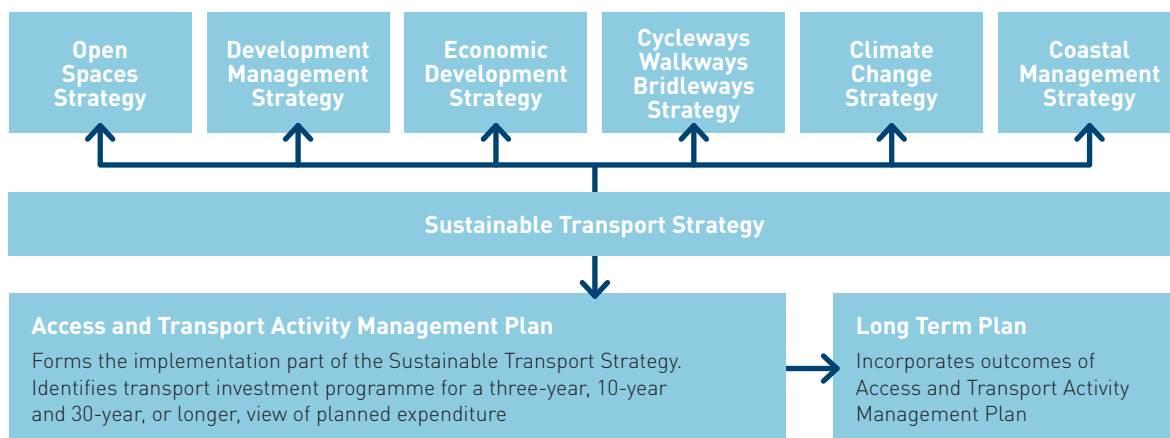 Open
Spaces
Strategy
Development
Management
Strategy
Economic
Development
Strategy
Cycleways
Walkways
Bridleways
Strategy
Climate
Change
Strategy
Coastal
Management
Strategy
Sustainable Transport Strategy
Access and Transport Activity Management Plan
Forms the implementation part of the Sustainable Transport Strategy.
Identifies transport investment programme for a three-year, 10-year
and 30-year, or longer, view of planned expenditure
Long Term Plan
Incorporates outcomes of
Access and Transport Activity
Management Plan